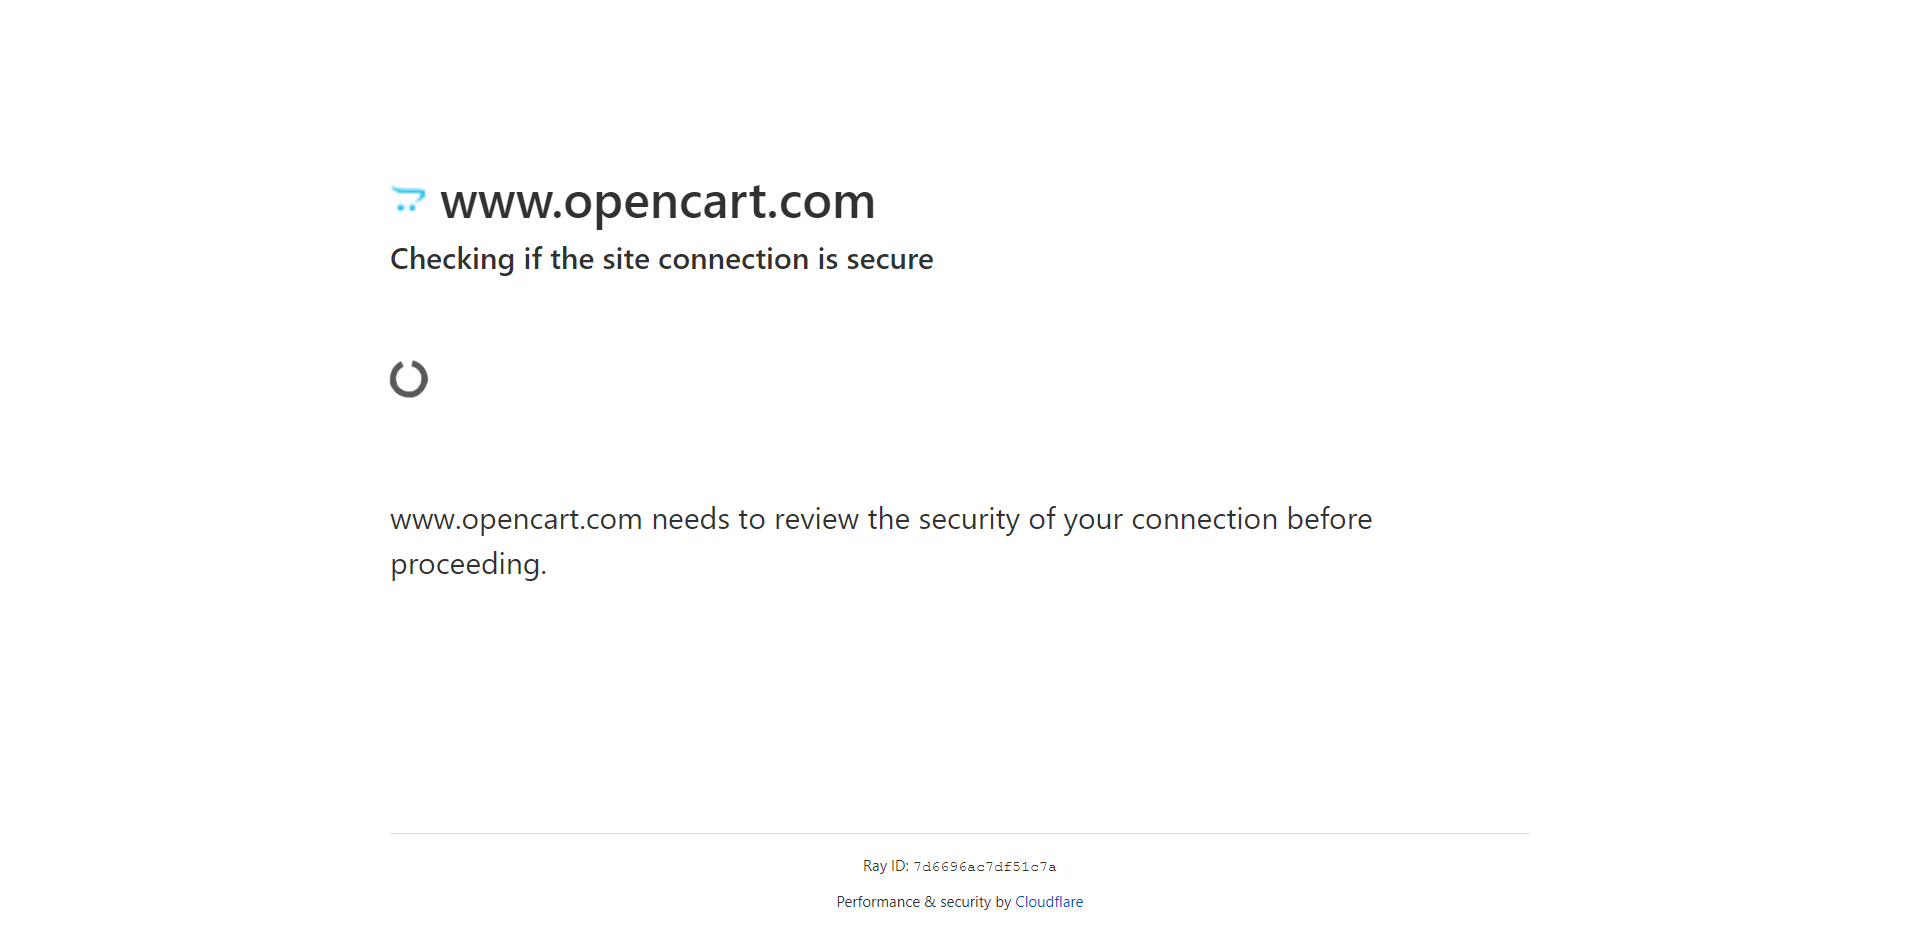 www.opencart.com
Checking if the site connection is secure
www.opencart.com needs to review the security of your connection before
proceeding.
Ray ID: 7d6696ac7df51c7a
Performance & security by Cloudflare